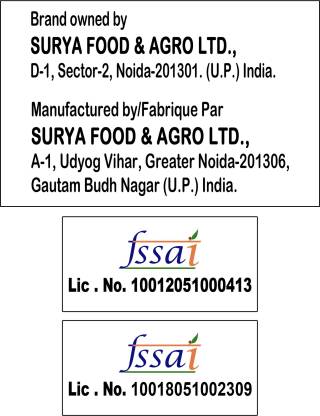 Brand owned by
SURYA FOOD & AGRO LTD.,
D-1, Sector-2, Noida-201301. (U.P.) India.
Manufactured by/Fabrique Par
SURYA FOOD & AGRO LTD.,
A-1, Udyog Vihar, Greater Noida-201306,
Gautam Budh Nagar (U.P.) India.
fssai
Lic . No. 10012051000413
fssai
Lic . No. 10018051002309